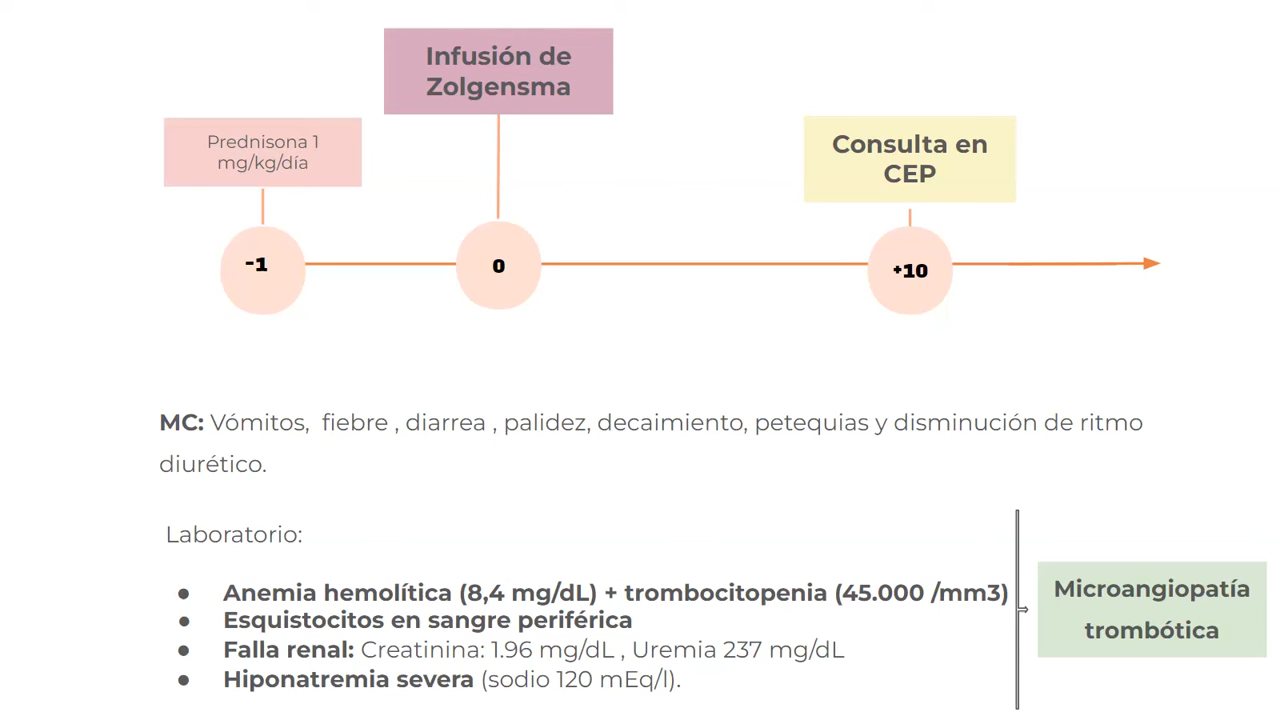 Infusión de
Zolgensma
Prednisona 1
mg/kg/día
Consulta en
CEP
-1
0
+10
MC: Vómitos, fiebre , diarrea , palidez, decaimiento, petequias y disminución de ritmo
diurético.
Laboratorio:
● Anemia hemolítica (8,4 mg/dL) + trombocitopenia (45.000 /mm3)
● Esquistocitos en sangre periférica
● Falla renal: Creatinina: 1.96 mg/dL , Uremia 237 mg/dL
● Hiponatremia severa (sodio 120 mEq/l).
Microangiopatía
trombótica